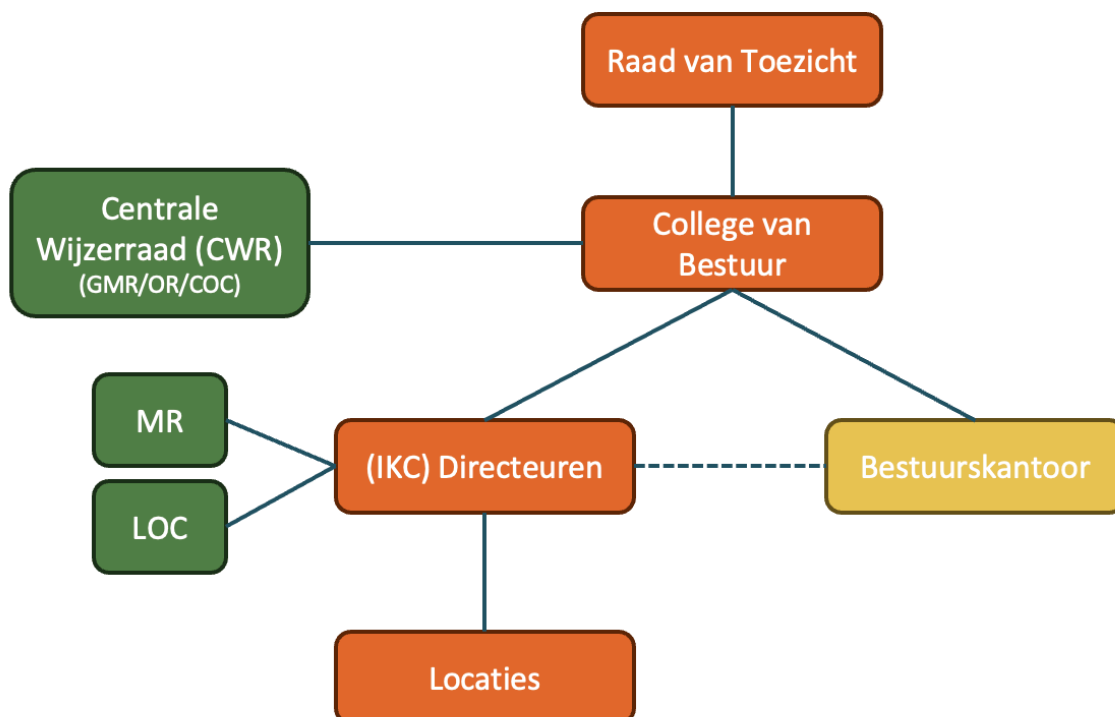 Raad van Toezicht
Centrale
Wijzerraad (CWR)
(GMR/OR/COC)
College van
Bestuur
MR
LOC
(IKC) Directeuren
Bestuurskantoor
Locaties